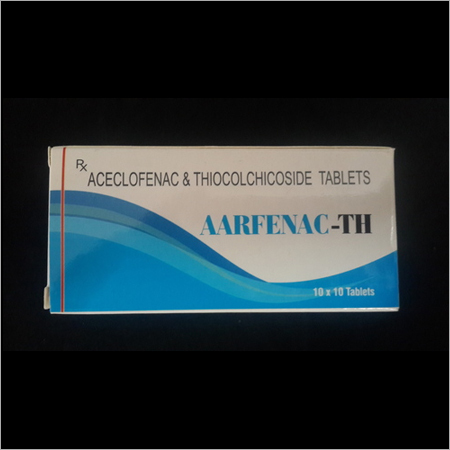 Rx ACECLOFENAC & THIOCOLCHICOSIDE TABLETS
AARFENAC-TH
10 x 10 Tablets